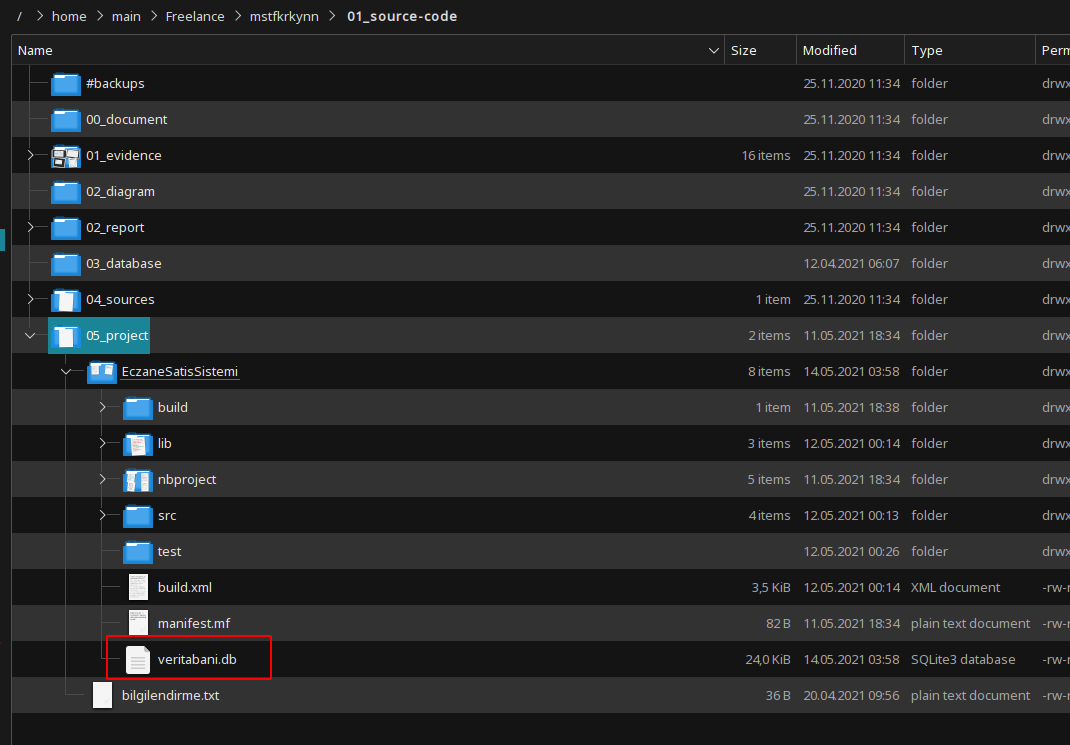 / > home > main > Freelance > mstfkrkynn > 01_source-code
Name Size Modified Type Perm
#backups 25.11.2020 11:34 folder drwx
00_document 25.11.2020 11:34 folder drwx
01_evidence 16 items 25.11.2020 11:34 folder drwx
02_diagram 25.11.2020 11:34 folder drwx
02_report 25.11.2020 11:34 folder drwx
03_database 12.04.2021 06:07 folder drwx
04_sources 1 item 25.11.2020 11:34 folder drwx
05_project 2 items 11.05.2021 18:34 folder drwx
EczaneSatisSistemi 8 items 14.05.2021 03:58 folder drwx
build 1 item 11.05.2021 18:38 folder drwx
lib 3 items 12.05.2021 00:14 folder drwx
nbproject 5 items 11.05.2021 18:34 folder drwx
src 4 items 12.05.2021 00:13 folder drwx
test 12.05.2021 00:26 folder drwx
build.xml 3,5 KiB 12.05.2021 00:14 XML document -rw-r
manifest.mf 82 B 11.05.2021 18:34 plain text document -rw-r
veritabani.db 24,0 KiB 14.05.2021 03:58 SQLite3 database -rw-r
bilgilendirme.txt 36 B 20.04.2021 09:56 plain text document -rw-r